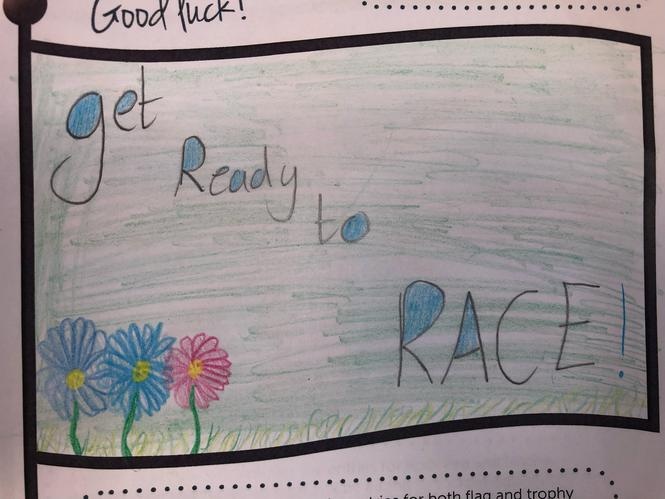 Good luck!
get
Ready
to
RACE!
for both flag and trophy